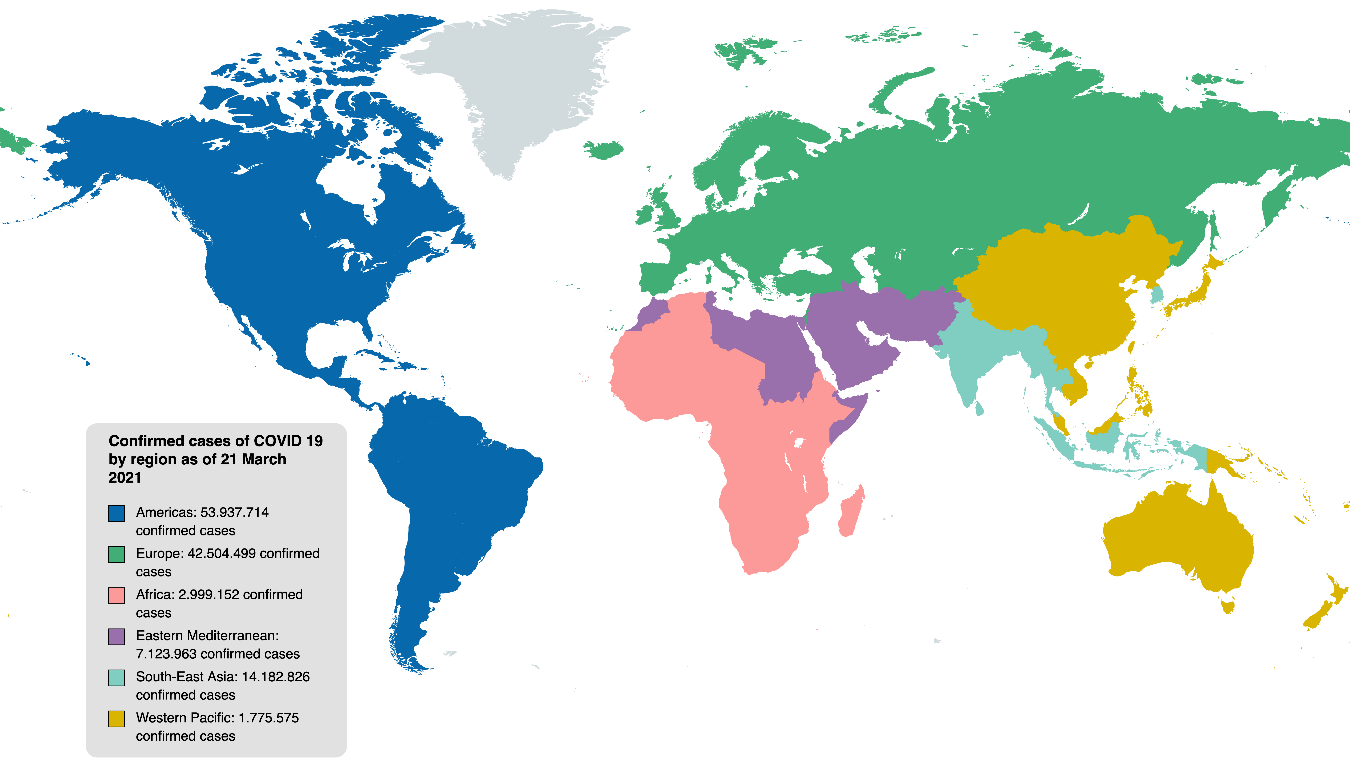 Confirmed cases of COVID 19
by region as of 21 March
2021
Americas: 53.937.714
confirmed cases
Europe: 42.504.499 confirmed
cases
Africa: 2.999.152 confirmed
cases
Eastern Mediterranean:
7.123.963 confirmed cases
South-East Asia: 14.182.826
confirmed cases
Western Pacific: 1.775.575
confirmed cases